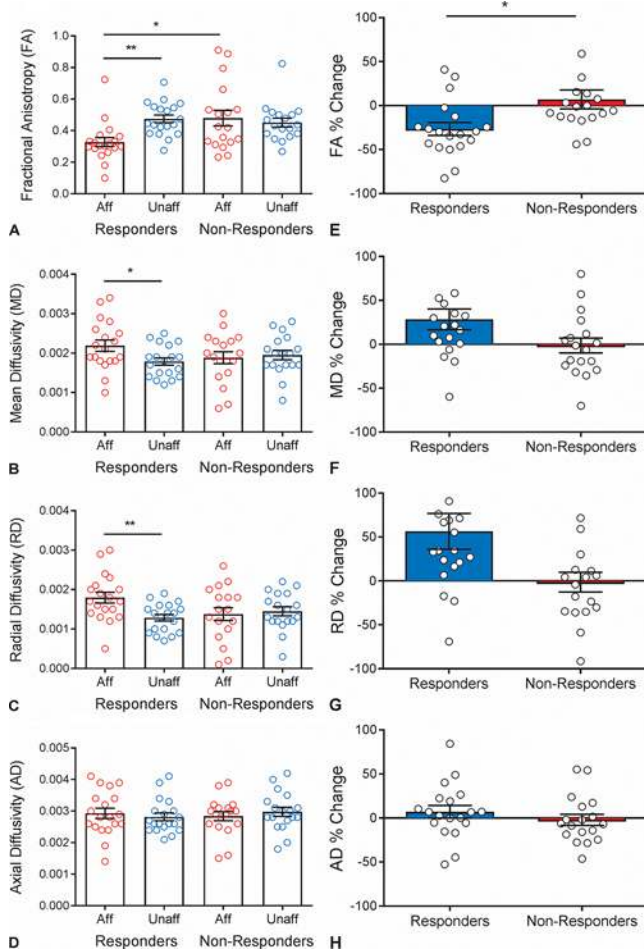 *
**
Fractional Anisotropy (FA)
1.0
0.8
0.6
0.4
0.2
0.0
Aff Unaff Aff Unaff
A Responders Non-Responders
*
FA % Change
100
50
0
-50
-100
Responders Non-Responders
E
*
Mean Diffusivity (MD)
0.004
0.003
0.002
0.001
0.000
Aff Unaff Aff Unaff
B Responders Non-Responders
MD % Change
100
50
0
-50
-100
Responders Non-Responders
F
**
Radial Diffusivity (RD)
0.004
0.003
0.002
0.001
0.000
Aff Unaff Aff Unaff
C Responders Non-Responders
RD % Change
100
50
0
-50
-100
Responders Non-Responders
G
Axial Diffusivity (AD)
0.005
0.004
0.003
0.002
0.001
0.000
Aff Unaff Aff Unaff
D Responders Non-Responders
AD % Change
100
50
0
-50
-100
Responders Non-Responders
H